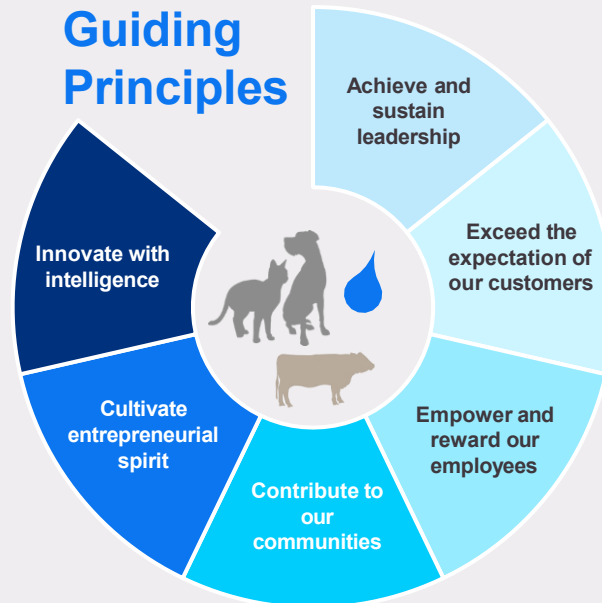 Guiding
Principles
Achieve and
sustain
leadership
Exceed the
expectation of
our customers
Empower and
reward our
employees
Contribute to
our
communities
Cultivate
entrepreneurial
spirit
Innovate with
intelligence